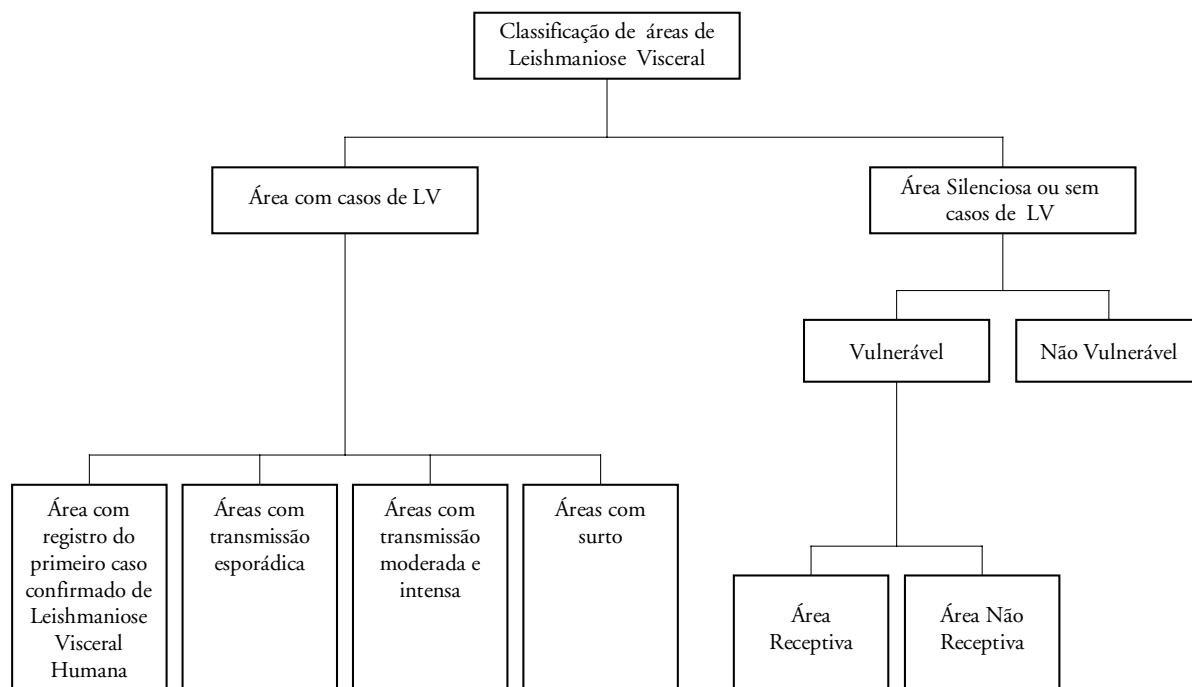 Classificação de áreas de
Leishmaniose Visceral
Área com casos de LV
Área Silenciosa ou sem
casos de LV
Vulnerável
Não Vulnerável
Área com
registro do
primeiro caso
confirmado de
Leishmaniose
Visceral
Humana
Áreas com
transmissão
esporádica
Áreas com
transmissão
moderada e
intensa
Áreas com
surto
Área
Receptiva
Área Não
Receptiva